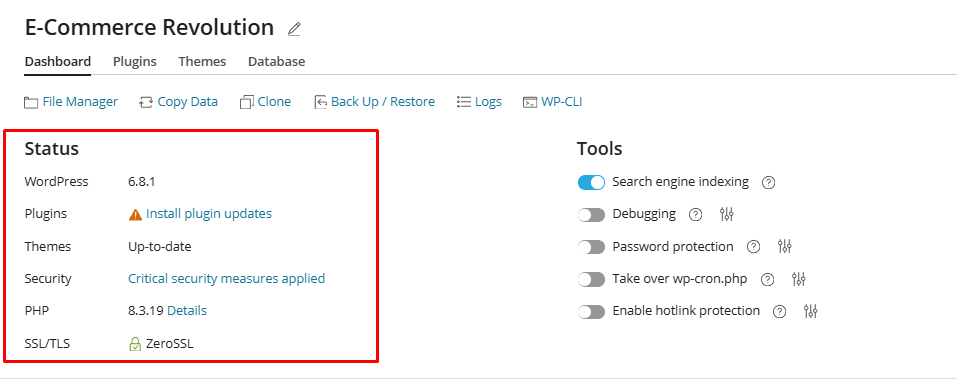 E-Commerce Revolution
Dashboard Plugins Themes Database
File Manager Copy Data Clone Back Up / Restore Logs WP-CLI
Status
WordPress 6.8.1
Plugins Install plugin updates
Themes Up-to-date
Security Critical security measures applied
PHP 8.3.19 Details
SSL/TLS ZeroSSL
Tools
Search engine indexing ?
Debugging ?
Password protection ?
Take over wp-cron.php ?
Enable hotlink protection ?